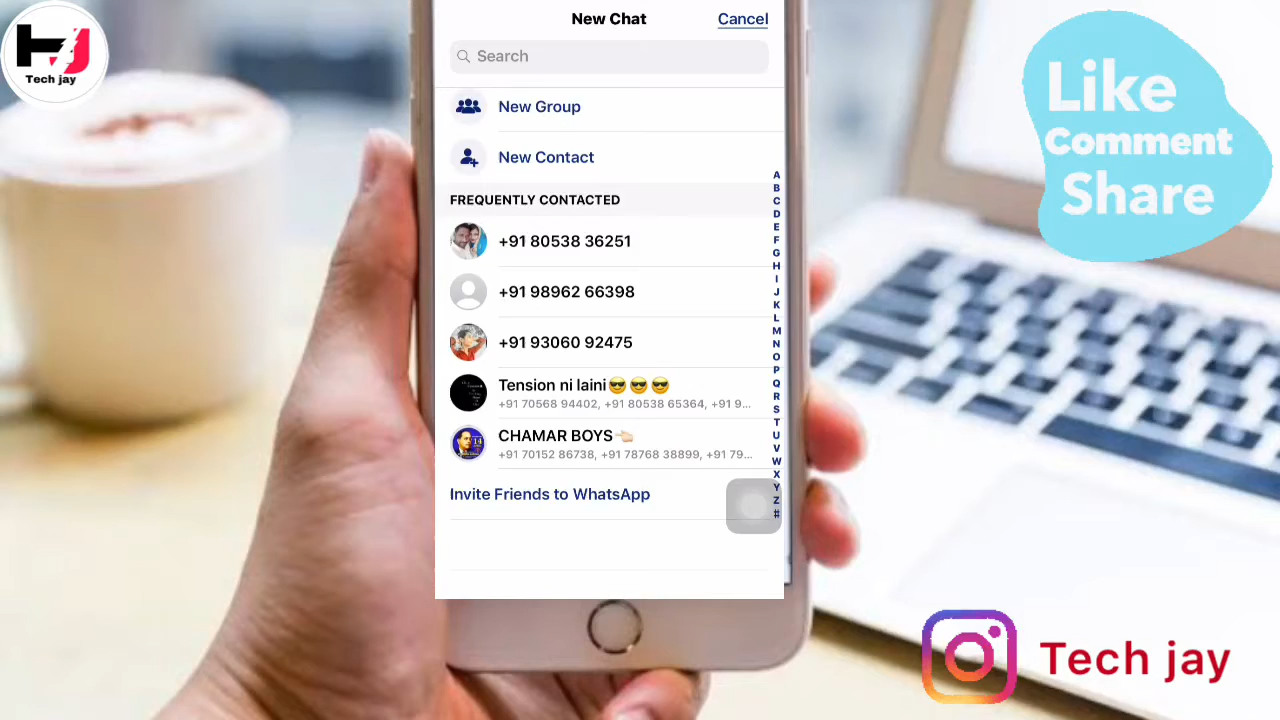 Tech jay
New Chat
Cancel
Search
New Group
New Contact
FREQUENTLY CONTACTED
+91 80538 36251
+91 98962 66398
+91 93060 92475
Tension ni laini😎😎😎
+91 70568 94402, +91 80538 65364, +91 9...
CHAMAR BOYS👈🏻
+91 70152 86738, +91 78768 38899, +91 79...
Invite Friends to WhatsApp
A
B
C
D
E
F
G
H
I
J
K
L
M
N
O
P
Q
R
S
T
U
V
W
X
Y
Z
#
Like
Comment
Share
Tech jay